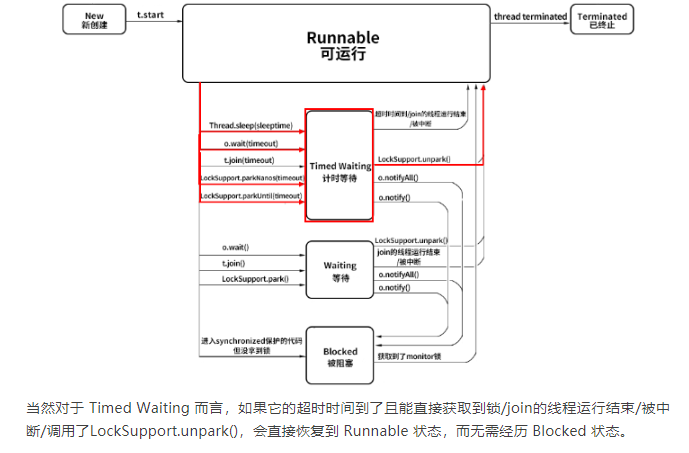 New
新创建
t.start
Runnable
可运行
thread terminated
Terminated
已终止
超时时间到/join的线程运行结束
/被中断
Thread.sleep(sleeptime)
o.wait(timeout)
t.join(timeout)
LockSupport.parkNanos(timeout)
LockSupport.parkUntil(timeout)
Timed Waiting
计时等待
LockSupport.unpark()
o.notifyAll()
o.notify()
o.wait()
t.join()
LockSupport.park()
Waiting
等待
LockSupport.unpark()
join的线程运行结束
/被中断
o.notifyAll()
o.notify()
进入synchronized保护的代码
但没拿到锁
Blocked
被阻塞
获取到了monitor锁
当然对于 Timed Waiting 而言，如果它的超时时间到了且能直接获取到锁/join的线程运行结束/被中
断/调用了LockSupport.unpark()，会直接恢复到 Runnable 状态，而无需经历 Blocked 状态。